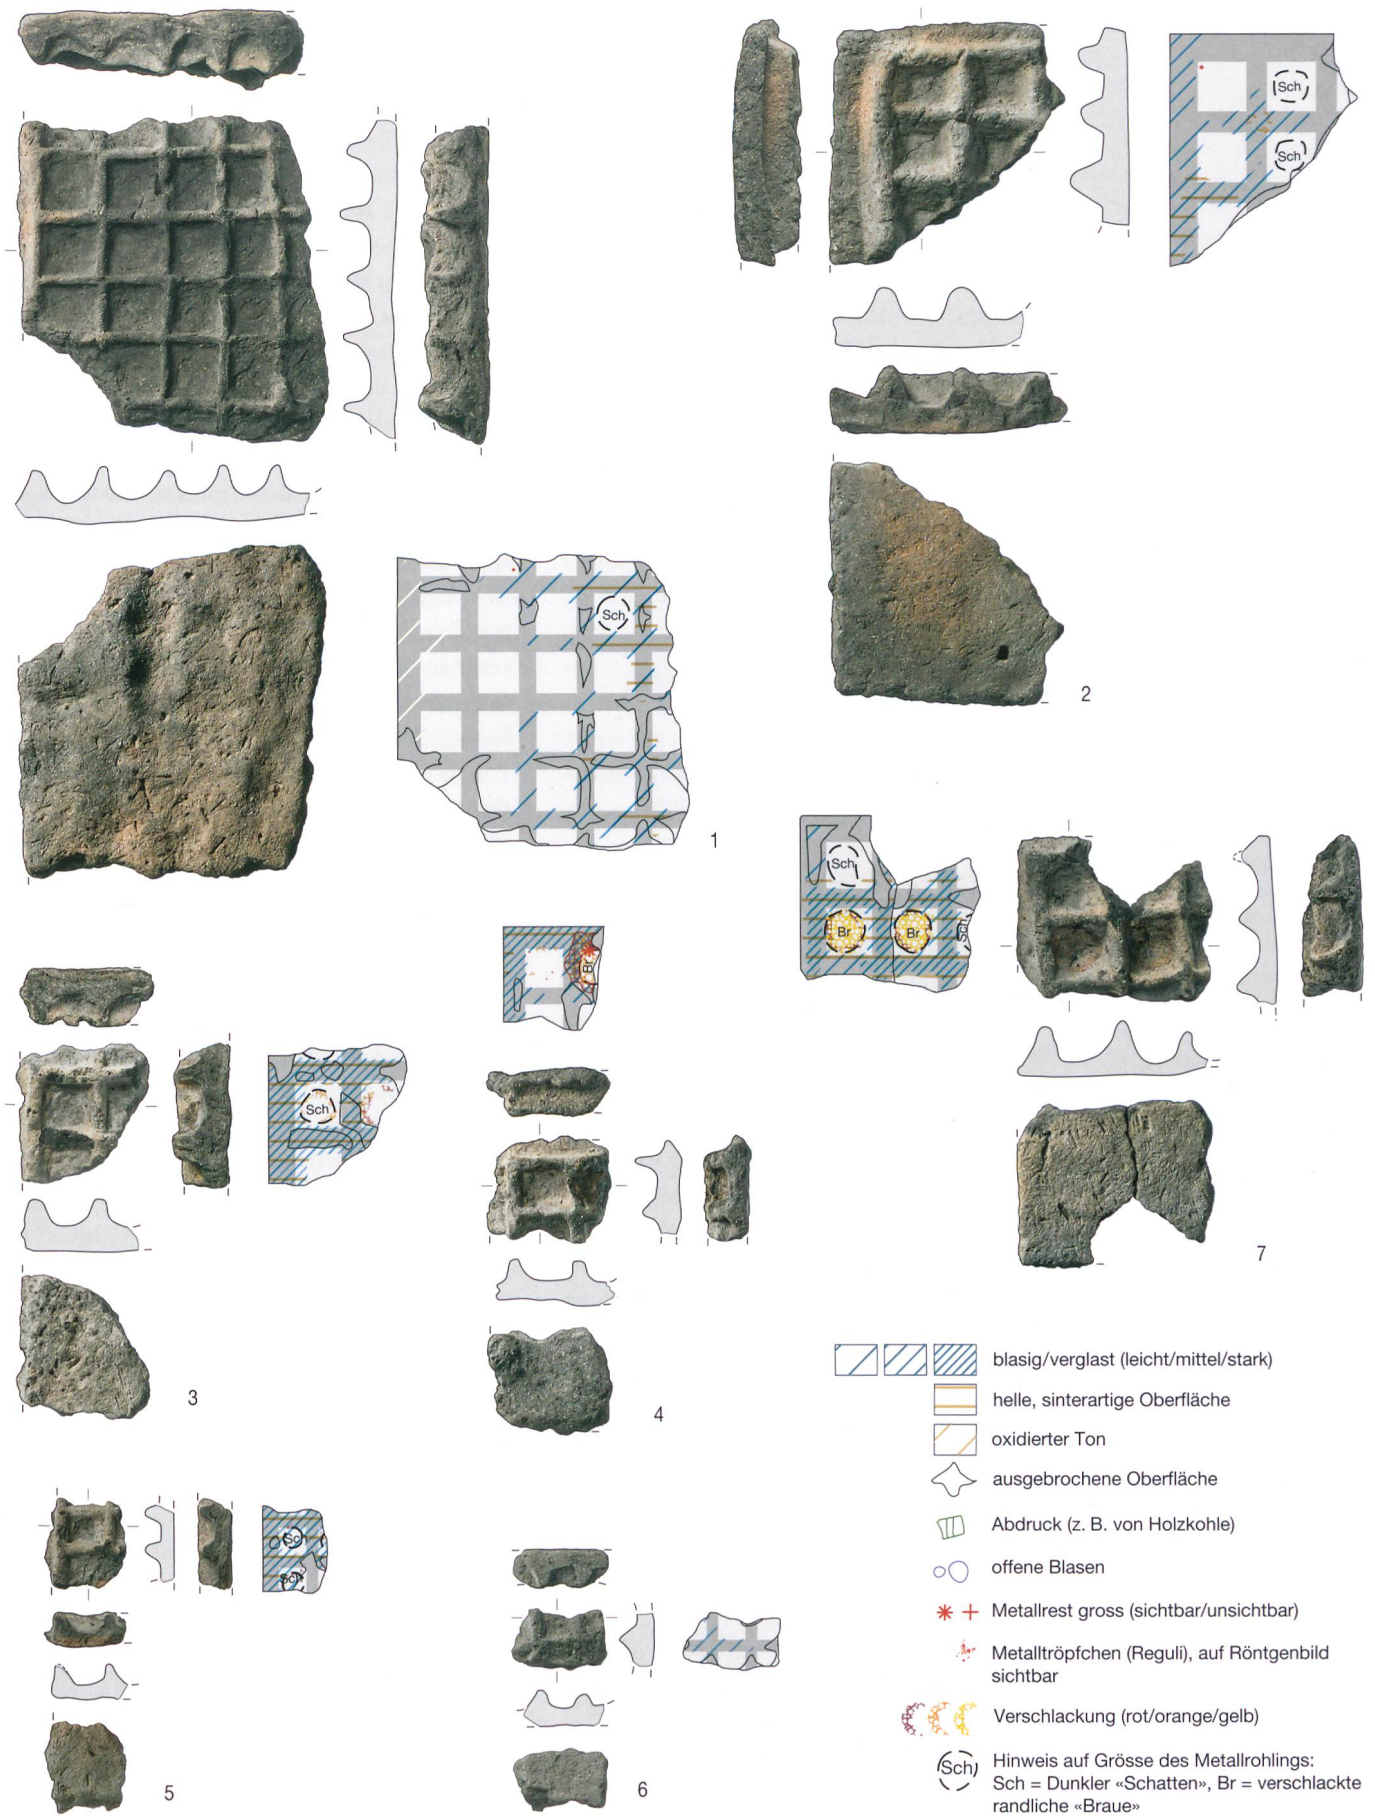 Sch
Sch
2
Sch
1
Sch
Br
Br
Sch
7
Br
Sch
3
4
Sch
Sch
5
6
blasig/verglast (leicht/mittel/stark)
helle, sinterartige Oberfläche
oxidierter Ton
ausgebrochene Oberfläche
Abdruck (z. B. von Holzkohle)
offene Blasen
Metallrest gross (sichtbar/unsichtbar)
Metalltröpfchen (Reguli), auf Röntgenbild
sichtbar
Verschlackung (rot/orange/gelb)
Sch
Hinweis auf Grösse des Metallrohlings:
Sch = Dunkler «Schatten», Br = verschlackte
randliche «Braue»